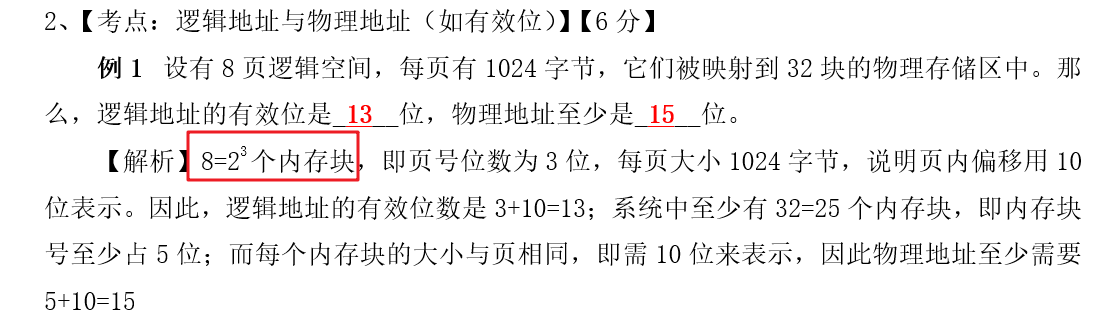 2、【考点：逻辑地址与物理地址（如有效位）】【6 分】
例 1 设有 8 页逻辑空间，每页有 1024 字节，它们被映射到 32 块的物理存储区中。那
么，逻辑地址的有效位是_13__位，物理地址至少是_15__位。
【解析】8=2³个内存块，即页号位数为 3 位，每页大小 1024 字节，说明页内偏移用 10
位表示。因此，逻辑地址的有效位数是 3+10=13；系统中至少有 32=25 个内存块，即内存块
号至少占 5 位；而每个内存块的大小与页相同，即需 10 位来表示，因此物理地址至少需要
5+10=15